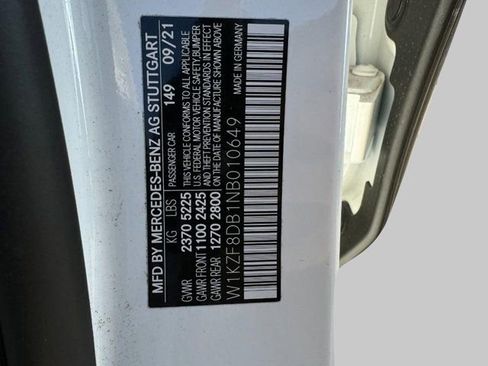 MFD BY MERCEDES-BENZ AG STUTTGART
PASSENGER CAR 149 09/21
KG LBS THIS VEHICLE CONFORMS TO ALL APPLICABLE
GVWR 2370 5225 U.S. FEDERAL MOTOR VEHICLE SAFETY, BUMPER
GAWR FRONT 1100 2425 AND THEFT PREVENTION STANDARDS IN EFFECT
GAWR REAR 1270 2800 ON THE DATE OF MANUFACTURE SHOWN ABOVE
W1KZF8DB1NB010649 MADE IN GERMANY